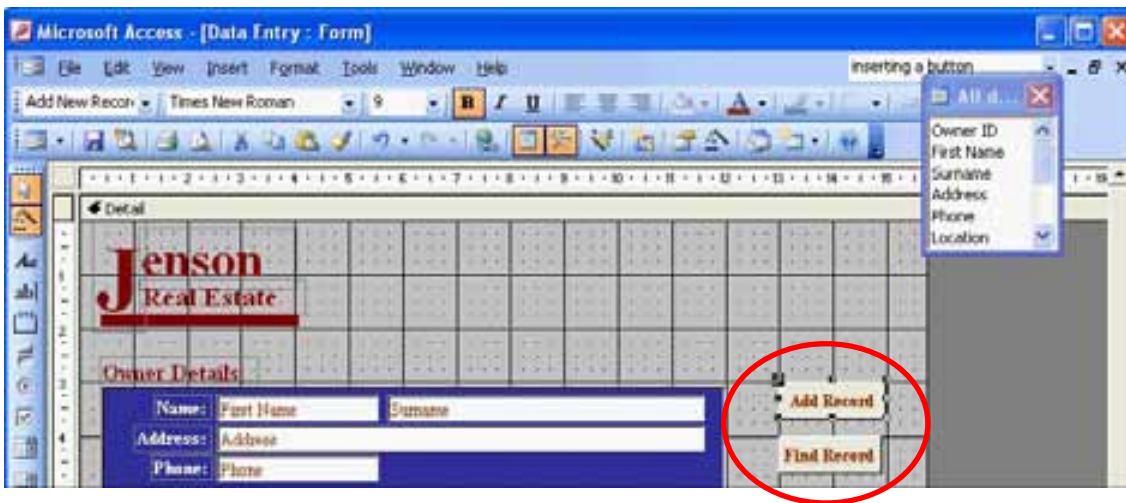 Microsoft Access - [Data Entry : Form]
File Edit View Insert Format Tools Window Help
inserting a button
Add New Recor Times New Roman 9 B I U
All d...
Owner ID
First Name
Surname
Address
Phone
Location
Detail
Jenson
Real Estate
Owner Details
Name: First Name Surname
Address: Address
Phone: Phone
Add Record
Find Record